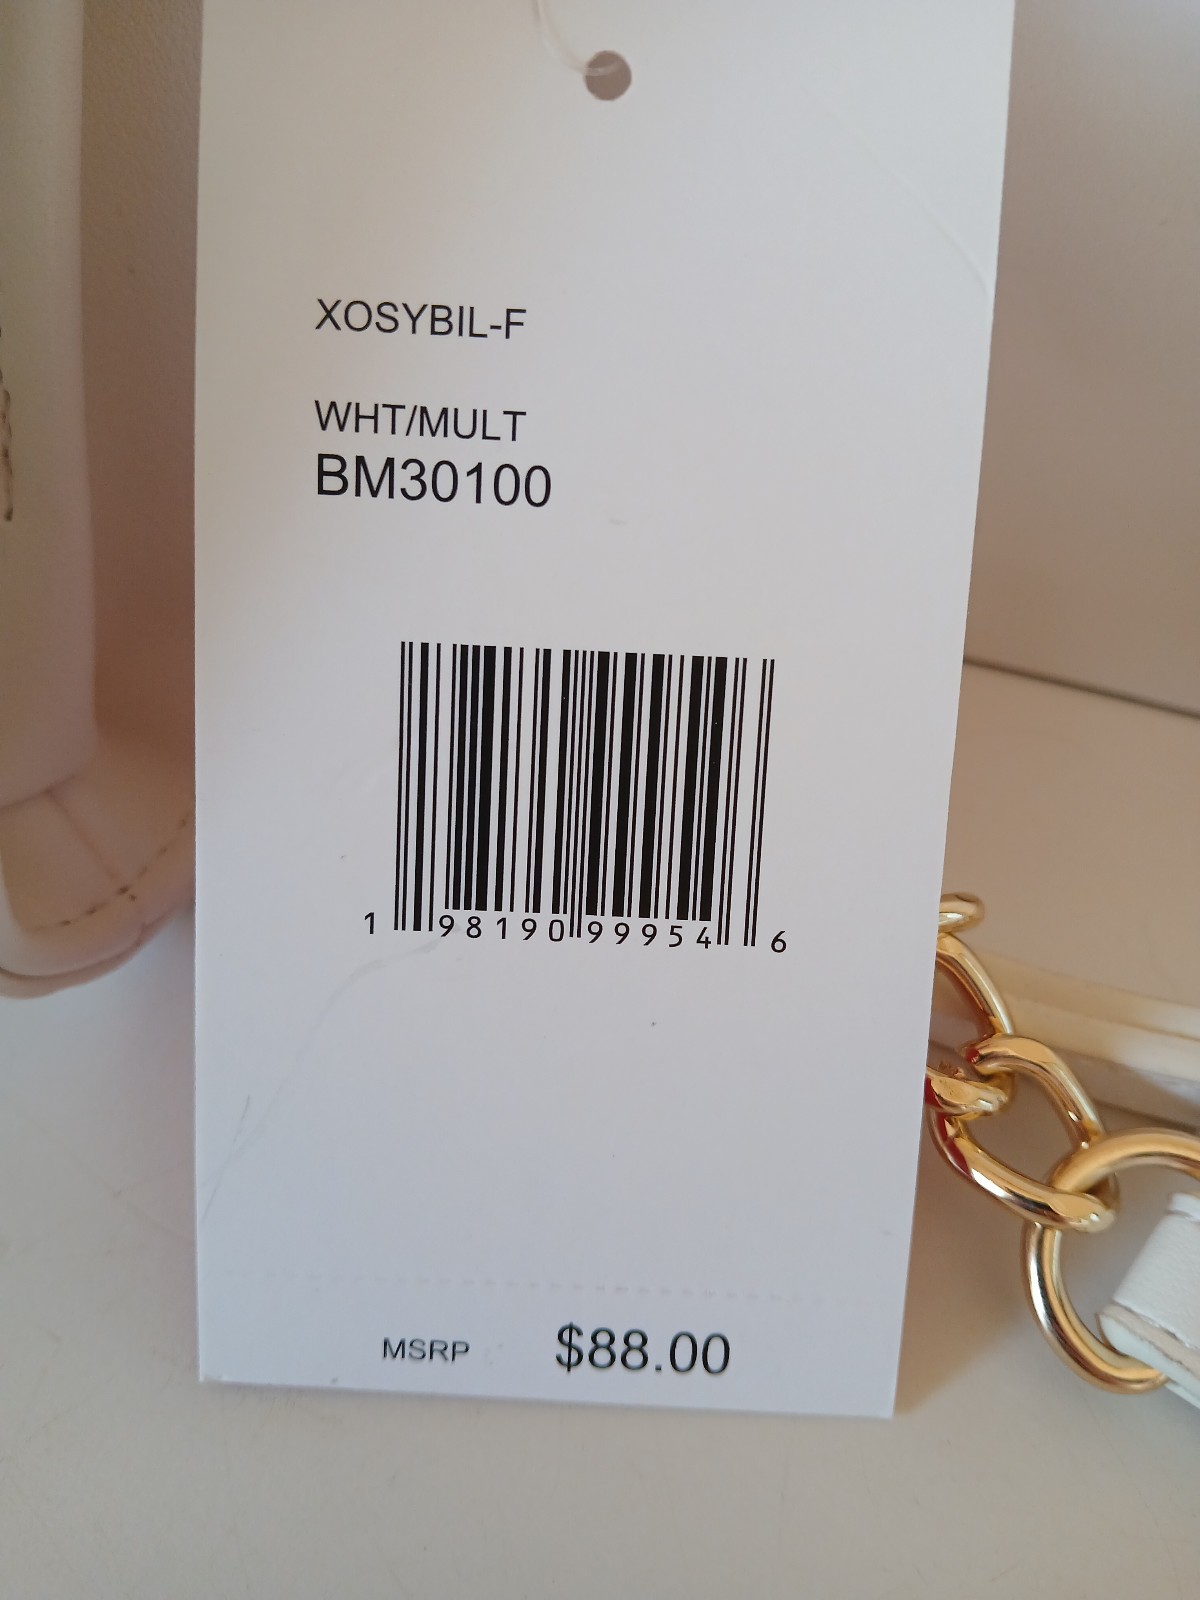 XOSYBIL-F
WHT/MULT
BM30100
1 98190 99954 6
MSRP $88.00